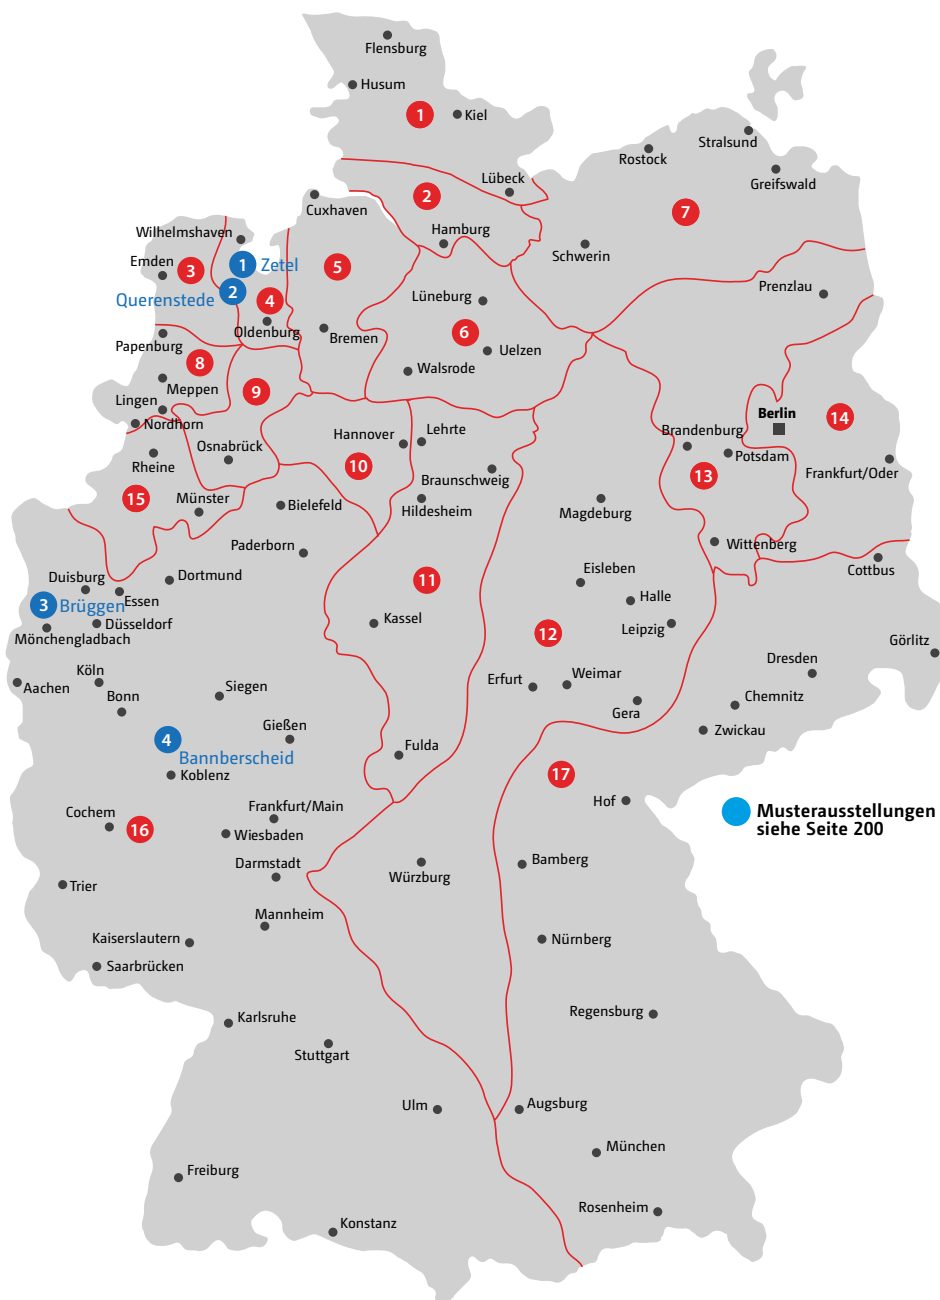 Flensburg
Husum
1
Kiel
Stralsund
Rostock
Greifswald
Lübeck
2
Cuxhaven
7
Wilhelmshaven
Hamburg
Schwerin
Emden
3
1 Zetel
5
Querenstede
2
4
Lüneburg
Prenzlau
Oldenburg
Bremen
6
Papenburg
Uelzen
8
Walsrode
Meppen
9
Lingen
Nordhorn
Berlin
14
Hannover
Lehrte
Brandenburg
Osnabrück
Rheine
10
Potsdam
Braunschweig
13
Frankfurt/Oder
15
Münster
Bielefeld
Hildesheim
Magdeburg
Paderborn
Wittenberg
Cottbus
Duisburg
Dortmund
11
Eisleben
Essen
3 Brüggen
Halle
Düsseldorf
Kassel
12
Leipzig
Mönchengladbach
Görlitz
Köln
Dresden
Aachen
Bonn
Siegen
Erfurt
Weimar
Chemnitz
Gera
Gießen
Zwickau
4
Bannberscheid
Fulda
Koblenz
17
Hof
Frankfurt/Main
Cochem
16
Wiesbaden
Musterausstellungen
siehe Seite 200
Darmstadt
Würzburg
Bamberg
Trier
Mannheim
Kaiserslautern
Nürnberg
Saarbrücken
Karlsruhe
Regensburg
Stuttgart
Ulm
Augsburg
München
Freiburg
Rosenheim
Konstanz